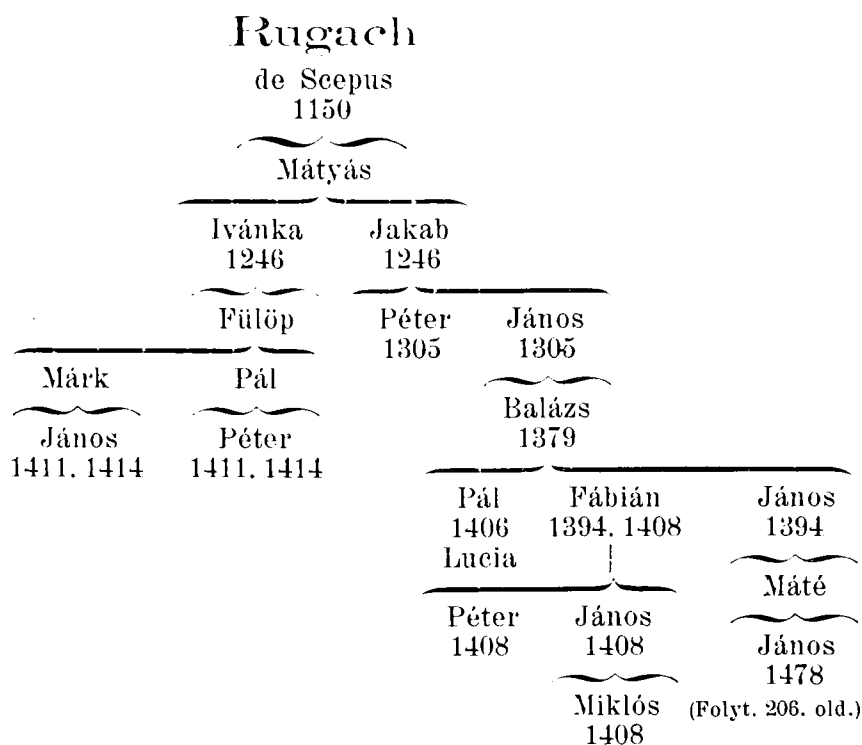 Rugach
de Scepus
1150
Mátyás
Ivánka Jakab
1246 1246
Fülöp Péter János
1305 1305
Márk Pál
Balázs
János Péter 1379
1411. 1414 1411. 1414
Pál Fábián János
1406 1394. 1408 1394
Lucia
Máté
Péter János
1408 1408 János
1478
Miklós (Folyt. 206. old.)
1408